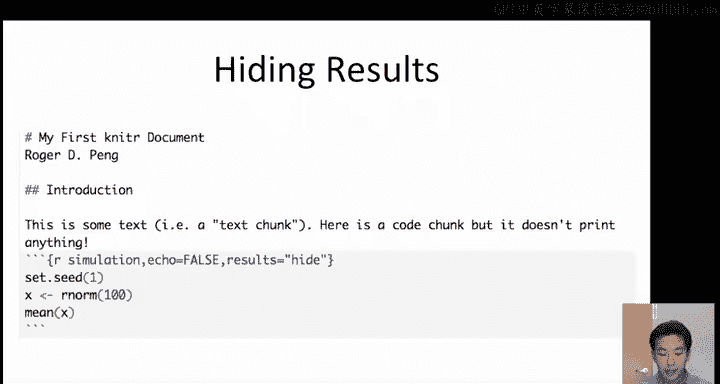 Hiding Results
# My First knitr Document
Roger D. Peng
## Introduction
This is some text (i.e. a "text chunk"). Here is a code chunk but it doesn't print
anything!
```{r simulation,echo=FALSE,results="hide"}
set.seed(1)
x <- rnorm(100)
mean(x)
```